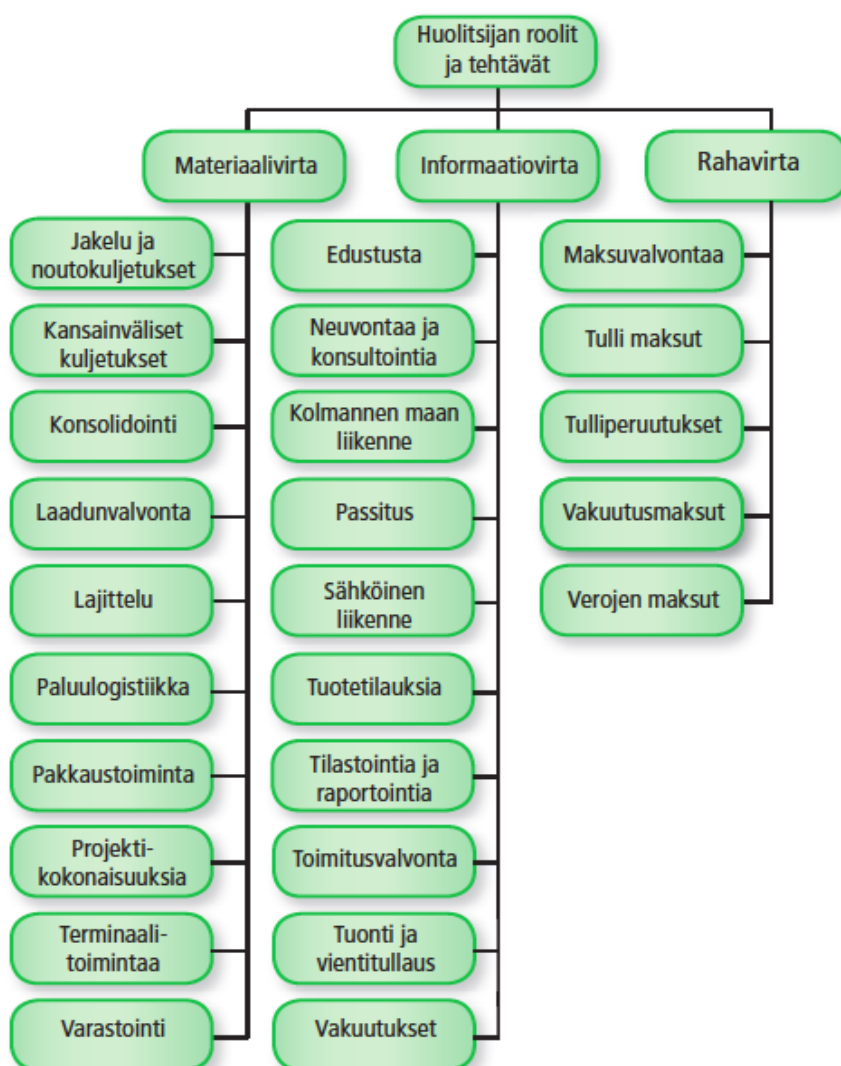 Huolitsijan roolit
ja tehtävät
Materiaalivirta
Informaatiovirta
Rahavirta
Jakelu ja
noutokuljetukset
Kansainväliset
kuljetukset
Konsolidointi
Laadunvalvonta
Lajittelu
Paluulogistiikka
Pakkaustoiminta
Projekti-
kokonaisuuksia
Terminaali-
toimintaa
Varastointi
Edustusta
Neuvontaa ja
konsultointia
Kolmannen maan
liikenne
Passitus
Sähköinen
liikenne
Tuotetilauksia
Tilastointia ja
raportointia
Toimitusvalvonta
Tuonti ja
vientitullaus
Vakuutukset
Maksuvalvontaa
Tulli maksut
Tulliperuutukset
Vakuutusmaksut
Verojen maksut